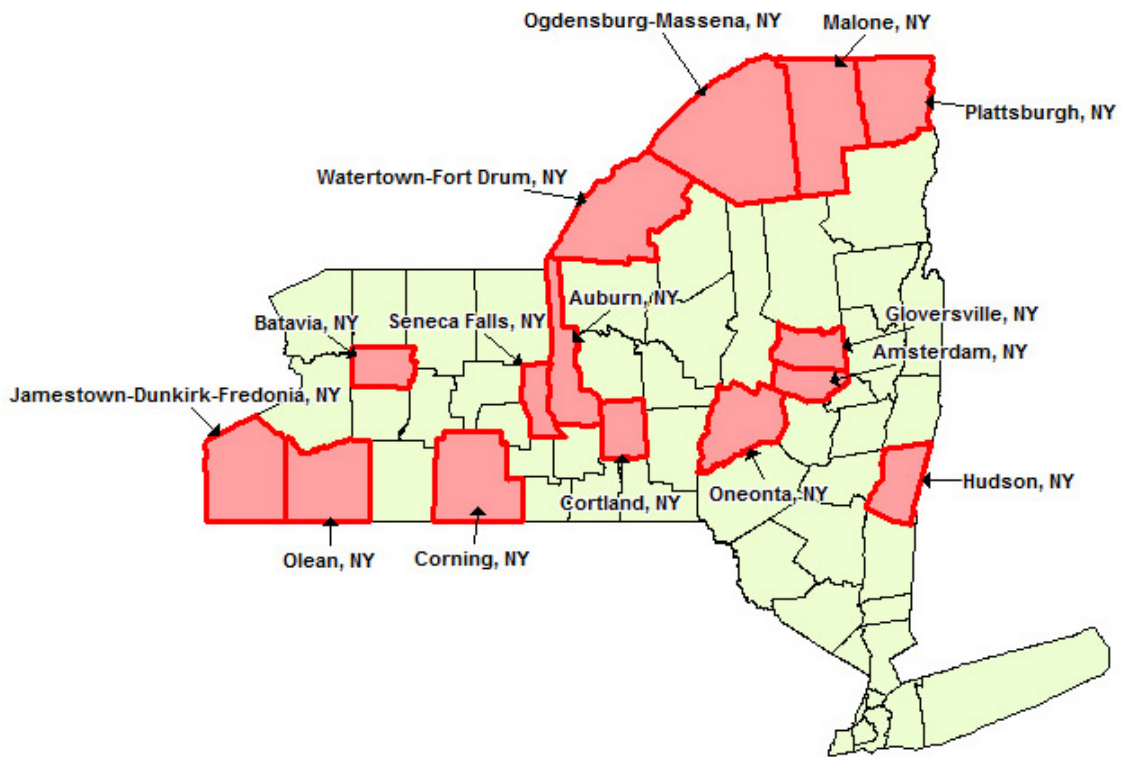 Ogdensburg-Massena, NY
Malone, NY
Plattsburgh, NY
Watertown-Fort Drum, NY
Auburn, NY
Batavia, NY
Seneca Falls, NY
Gloversville, NY
Amsterdam, NY
Jamestown-Dunkirk-Fredonia, NY
Cortland, NY
Oneonta, NY
Hudson, NY
Olean, NY
Corning, NY